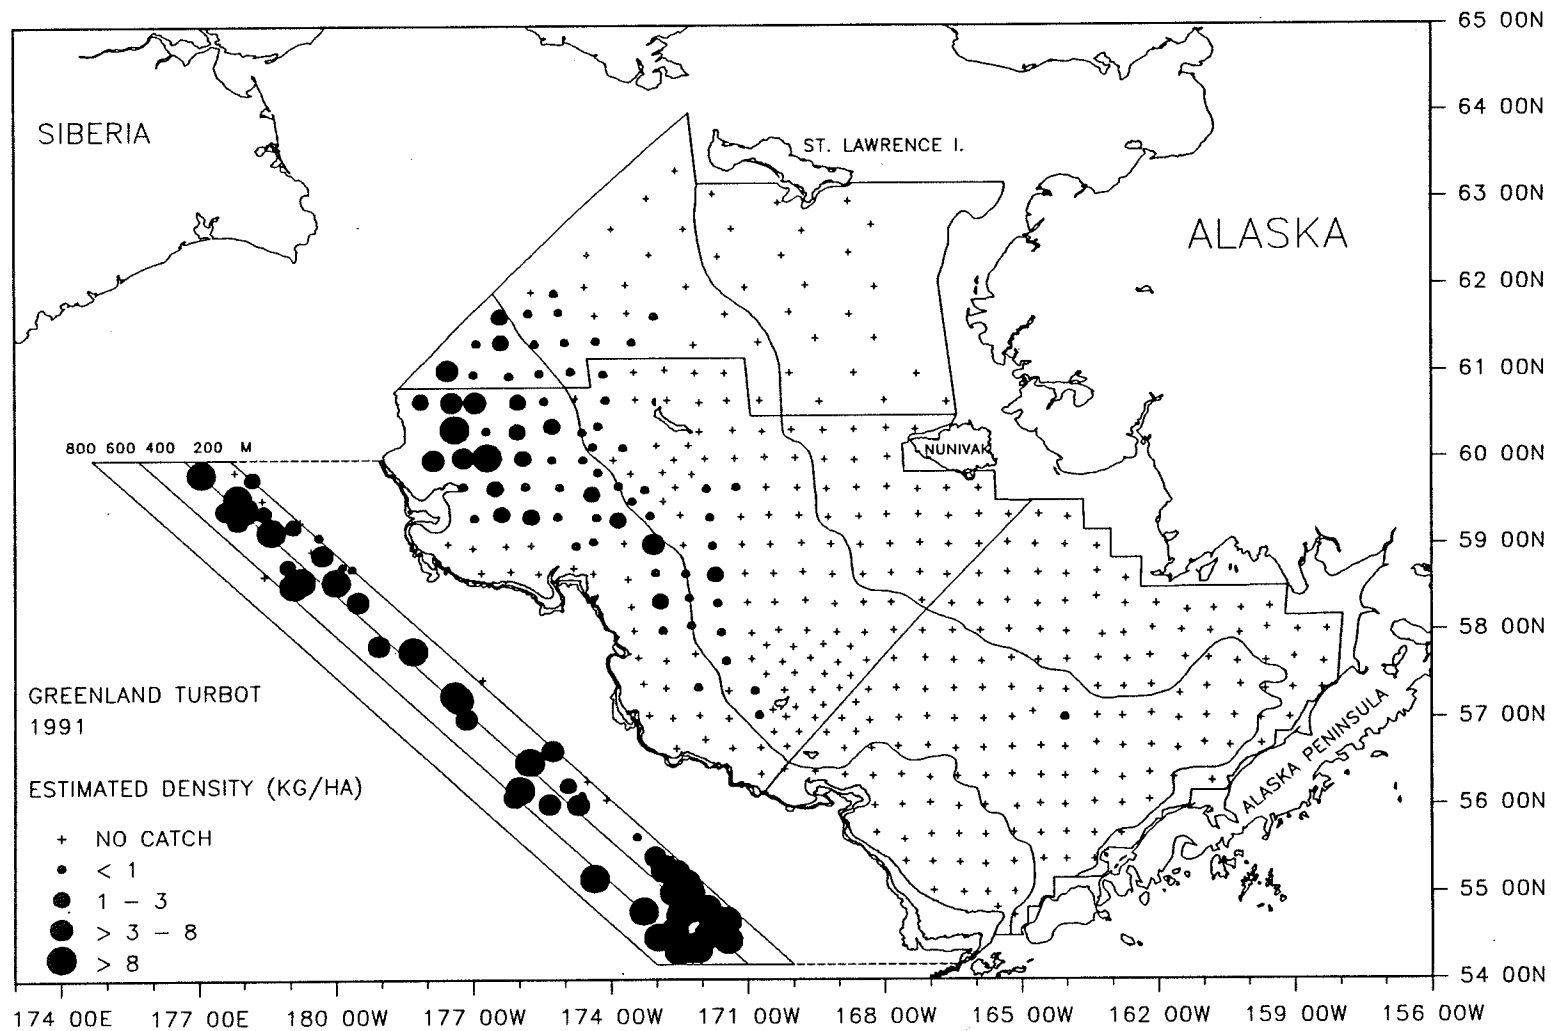 65 00N
SIBERIA
64 00N
ST. LAWRENCE I.
63 00N
ALASKA
62 00N
61 00N
800 600 400 200 M
NUNIVAK
60 00N
59 00N
58 00N
GREENLAND TURBOT
1991
57 00N
ALASKA PENINSULA
ESTIMATED DENSITY (KG/HA)
56 00N
+ NO CATCH
< 1
1 – 3
> 3 – 8
> 8
55 00N
54 00N
174 00E 177 00E 180 00W 177 00W 174 00W 171 00W 168 00W 165 00W 162 00W 159 00W 156 00W